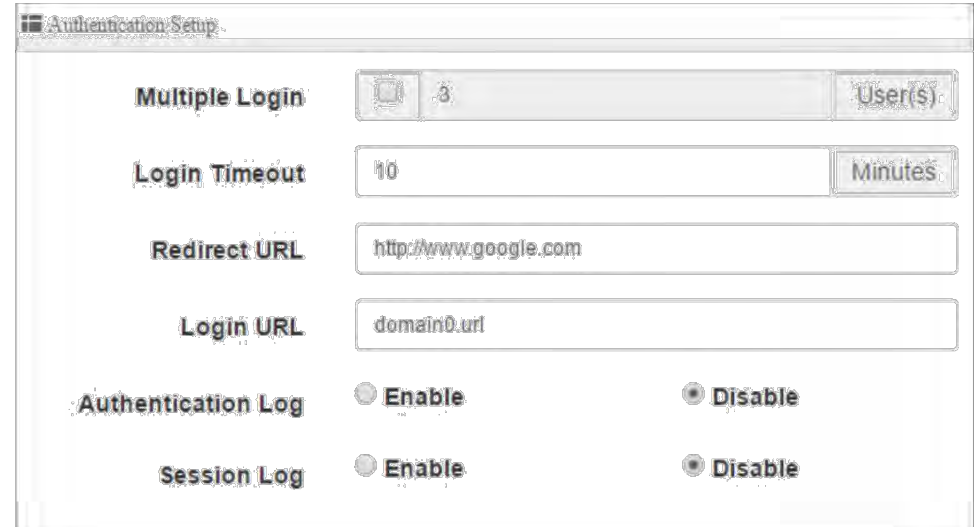 Authentication Setup
Multiple Login 3 User(s)
Login Timeout 10 Minutes
Redirect URL http://www.google.com
Login URL domain0.url
Authentication Log Enable Disable
Session Log Enable Disable